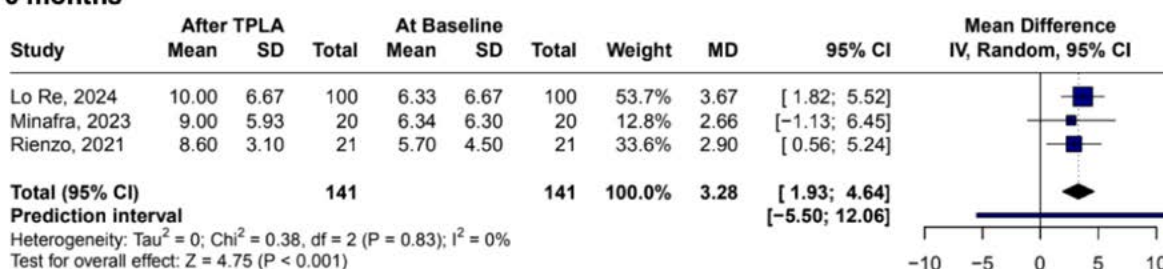 months
After TPLA At Baseline Mean Difference
Study Mean SD Total Mean SD Total Weight MD 95% CI IV, Random, 95% CI
Lo Re, 2024 10.00 6.67 100 6.33 6.67 100 53.7% 3.67 [ 1.82; 5.52]
Minafra, 2023 9.00 5.93 20 6.34 6.30 20 12.8% 2.66 [−1.13; 6.45]
Rienzo, 2021 8.60 3.10 21 5.70 4.50 21 33.6% 2.90 [ 0.56; 5.24]
Total (95% CI) 141 141 100.0% 3.28 [ 1.93; 4.64]
Prediction interval [−5.50; 12.06]
Heterogeneity: Tau² = 0; Chi² = 0.38, df = 2 (P = 0.83); I² = 0%
Test for overall effect: Z = 4.75 (P < 0.001)
−10 −5 0 5 10